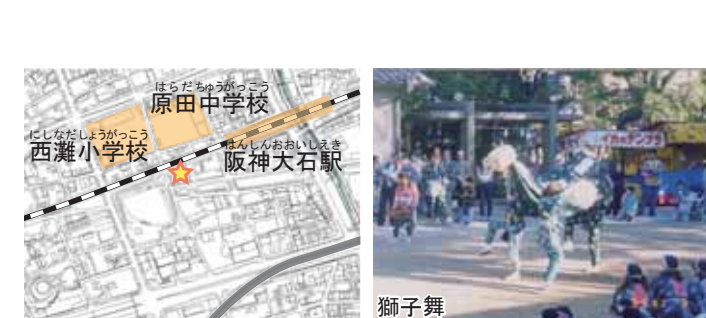 はらだちゅうがっこう
原田中学校
にしなだしょうがっこう
西灘小学校
はんしんおおいしえき
阪神大石駅
獅子舞